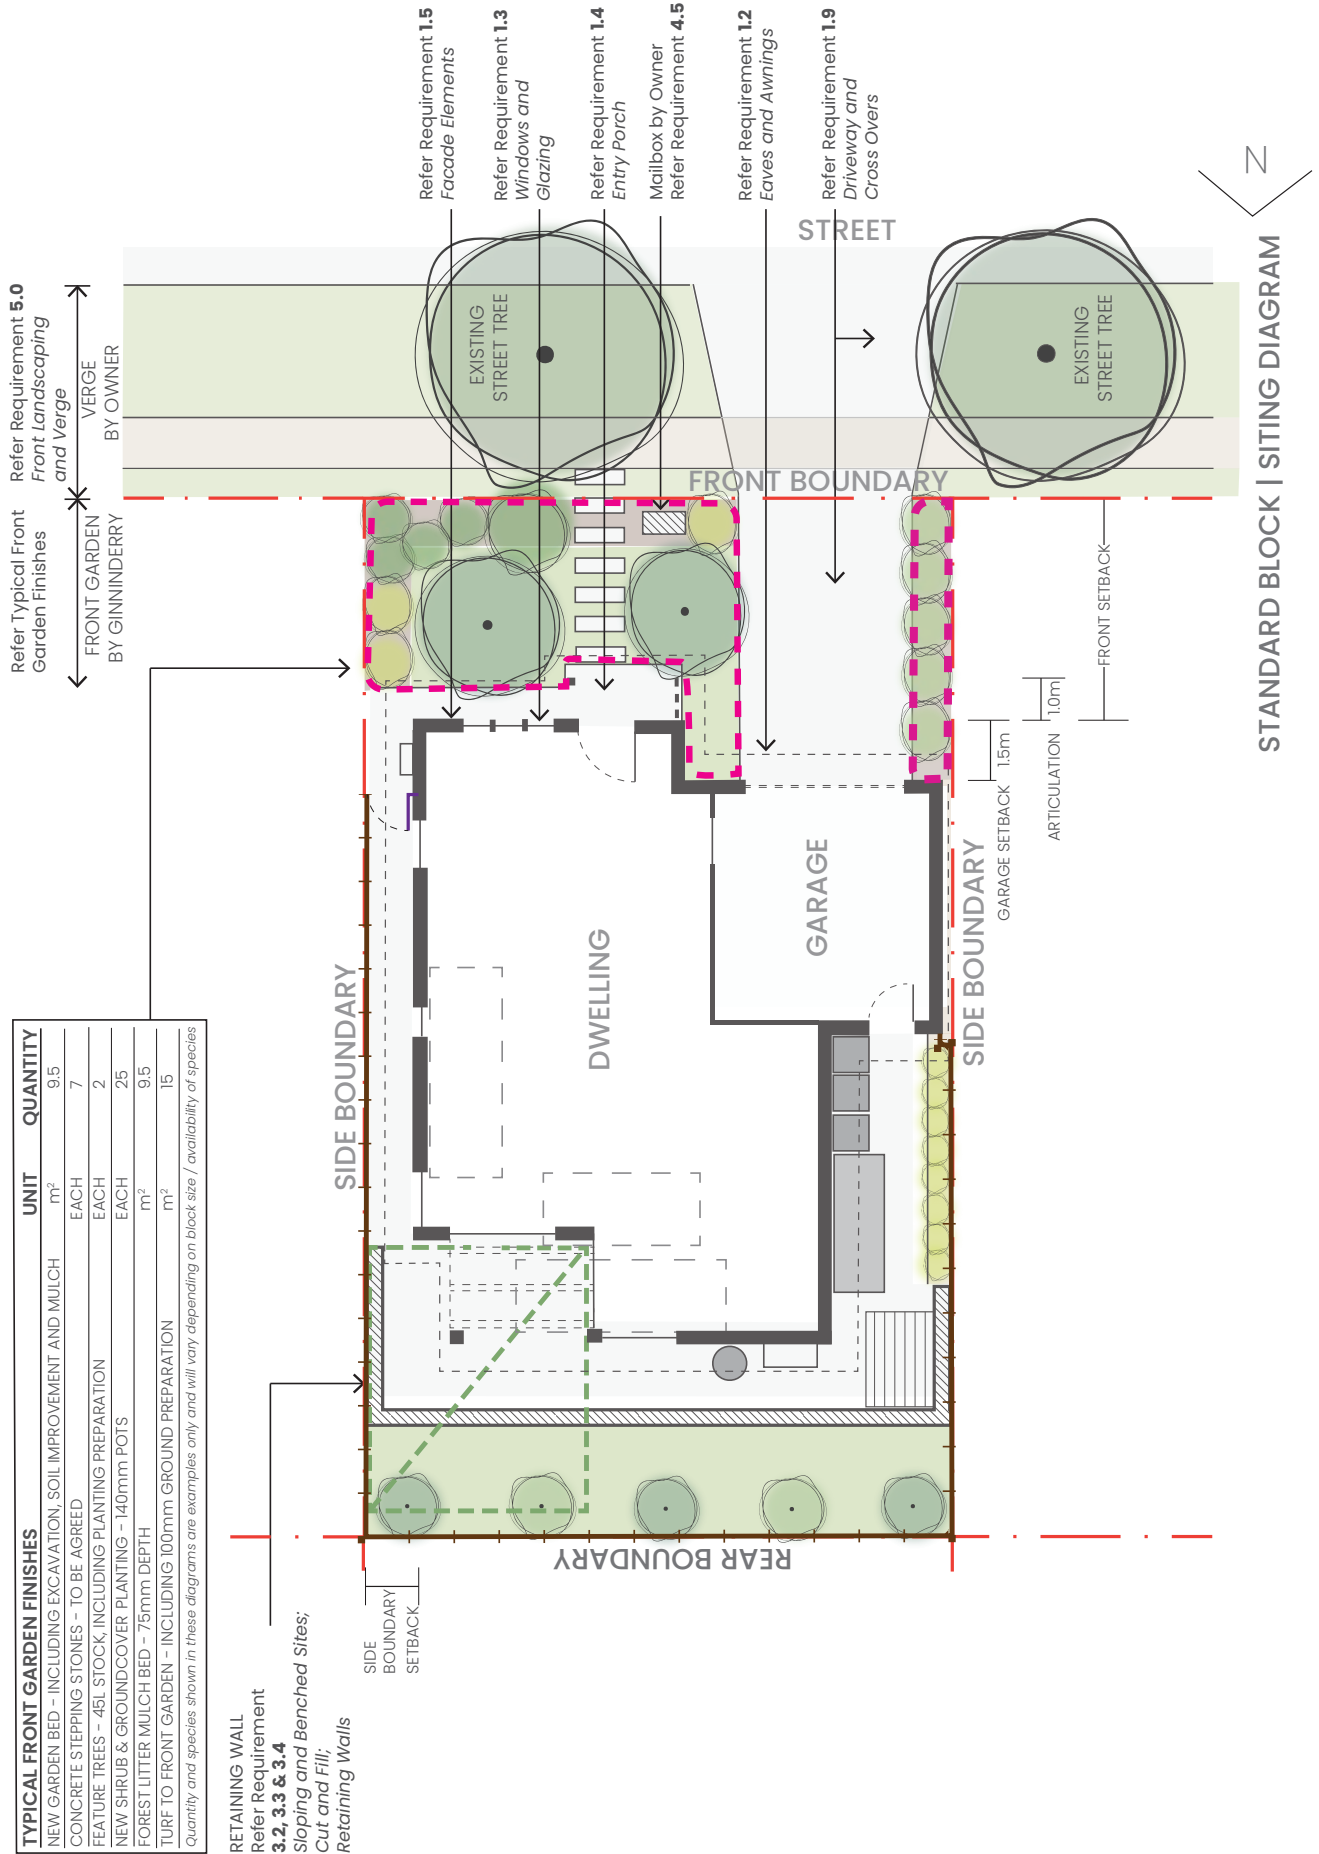 TYPICAL FRONT GARDEN FINISHES UNIT QUANTITY
NEW GARDEN BED - INCLUDING EXCAVATION, SOIL IMPROVEMENT AND MULCH m² 9.5
CONCRETE STEPPING STONES - TO BE AGREED EACH 7
FEATURE TREES - 45L STOCK, INCLUDING PLANTING PREPARATION EACH 2
NEW SHRUB & GROUNDCOVER PLANTING - 140mm POTS EACH 25
FOREST LITTER MULCH BED - 75mm DEPTH m² 9.5
TURF TO FRONT GARDEN - INCLUDING 100mm GROUND PREPARATION m² 15
Quantity and species shown in these diagrams are examples only and will vary depending on block size / availability of species
Refer Typical Front
Garden Finishes
FRONT GARDEN
BY GINNINDERRY
Refer Requirement 5.0
Front Landscaping
and Verge
VERGE
BY OWNER
RETAINING WALL
Refer Requirement
3.2, 3.3 & 3.4
Sloping and Benched Sites;
Cut and Fill;
Retaining Walls
SIDE
BOUNDARY
SETBACK
SIDE BOUNDARY
Refer Requirement 1.5
Facade Elements
Refer Requirement 1.3
Windows and
Glazing
Refer Requirement 1.4
Entry Porch
Mailbox by Owner
Refer Requirement 4.5
Refer Requirement 1.2
Eaves and Awnings
Refer Requirement 1.9
Driveway and
Cross Overs
EXISTING
STREET TREE
STREET
FRONT BOUNDARY
EXISTING
STREET TREE
DWELLING
GARAGE
REAR BOUNDARY
SIDE BOUNDARY
GARAGE SETBACK 1.5m
ARTICULATION 1.0m
FRONT SETBACK
N
STANDARD BLOCK | SITING DIAGRAM